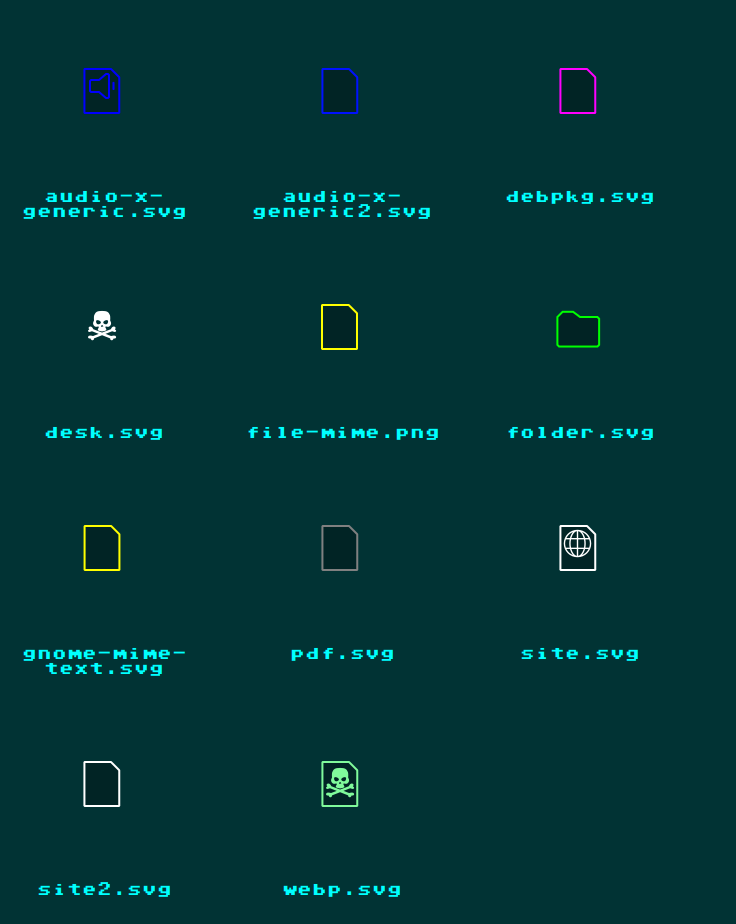 audio-x-
generic.svg
audio-x-
generic2.svg
debpkg.svg
desk.svg
file-mime.png
folder.svg
gnome-mime-
text.svg
pdf.svg
site.svg
site2.svg
webp.svg